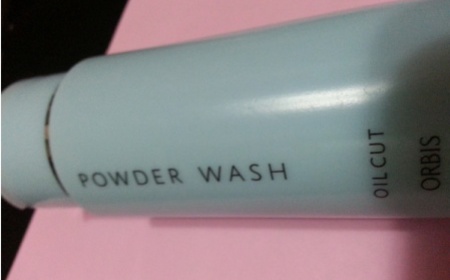 POWDER WASH
OIL CUT
ORBIS